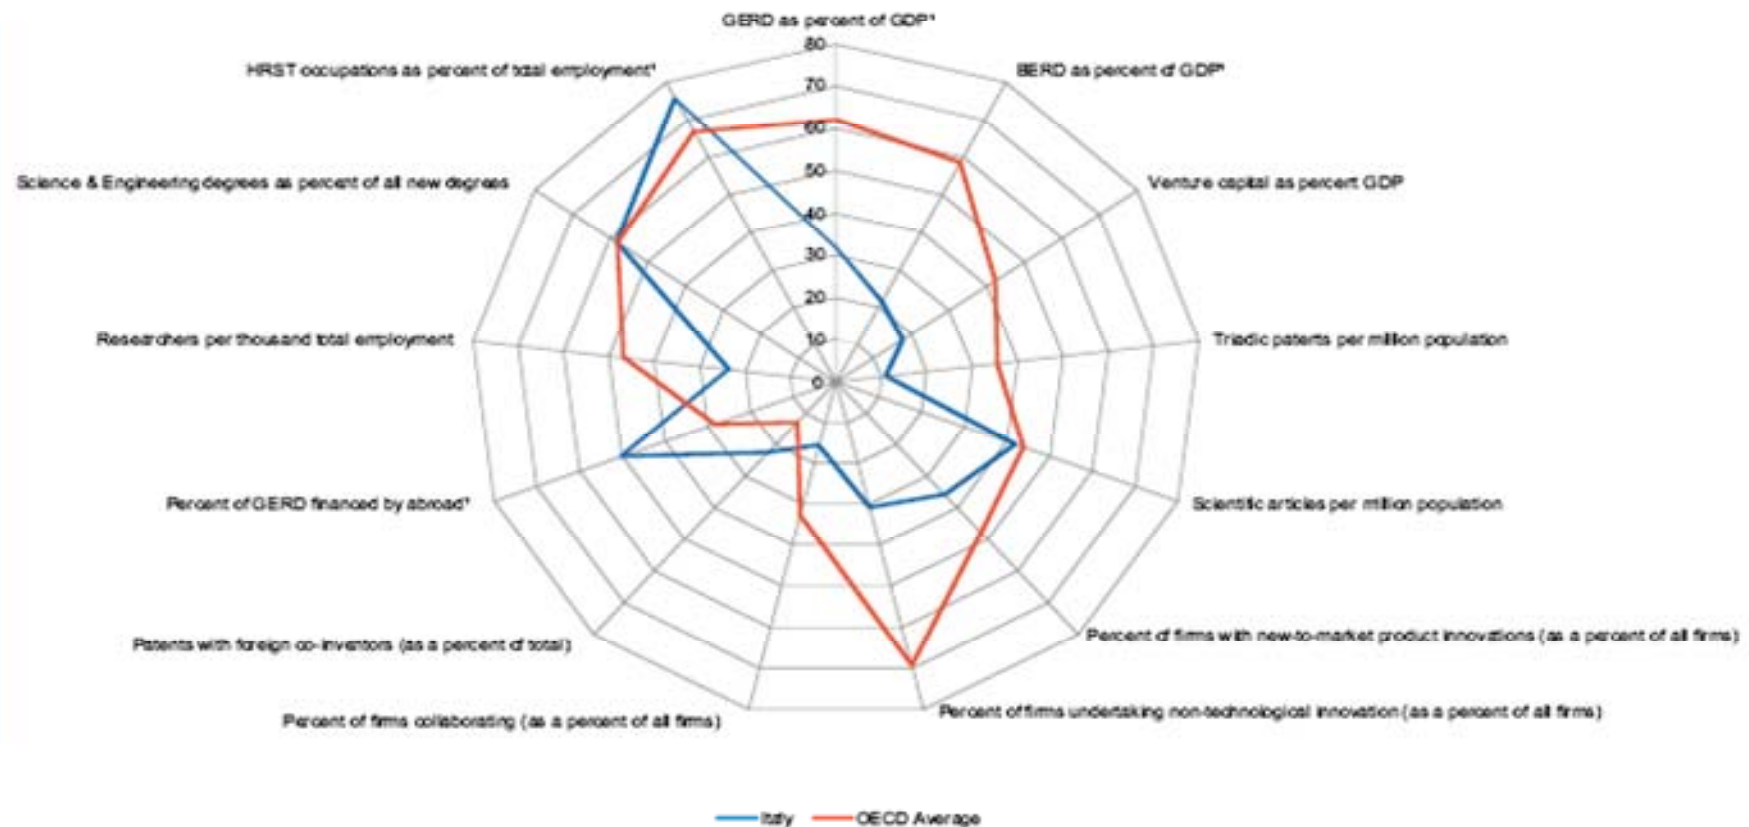 GERD as percent of GDP¹
HRST occupations as percent of total employment¹
BERD as percent of GDP¹
Science & Engineering degrees as percent of all new degrees
Venture capital as percent GDP
Researchers per thousand total employment
Triadic patents per million population
Percent of GERD financed by abroad¹
Scientific articles per million population
Patents with foreign co-inventors (as a percent of total)
Percent of firms with new-to-market product innovations (as a percent of all firms)
Percent of firms collaborating (as a percent of all firms)
Percent of firms undertaking non-technological innovation (as a percent of all firms)
80
70
60
50
40
30
20
10
0
Italy OECD Average